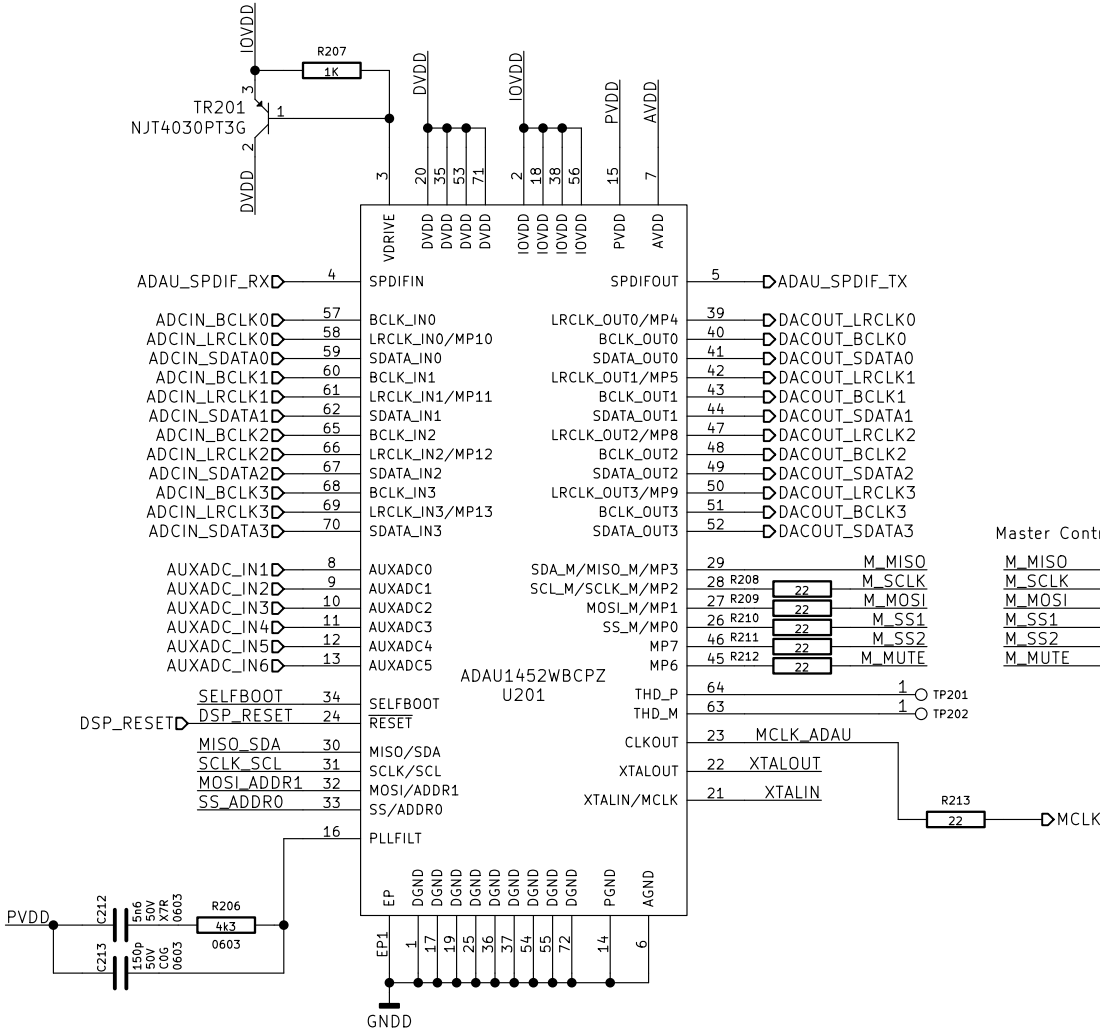 IOVDD
R207
1K
3
TR201
NJT4030PT3G
1
2
DVDD
DVDD
IOVDD
PVDD
AVDD
3
20
35
53
71
2
18
38
56
15
7
VDRIVE
DVDD
DVDD
DVDD
DVDD
IOVDD
IOVDD
IOVDD
IOVDD
PVDD
AVDD
ADAU_SPDIF_RX 4 SPDIFIN
SPDIFOUT 5 ADAU_SPDIF_TX
ADCIN_BCLK0 57 BCLK_IN0
LRCLK_OUT0/MP4 39 DACOUT_LRCLK0
ADCIN_LRCLK0 58 LRCLK_IN0/MP10
BCLK_OUT0 40 DACOUT_BCLK0
ADCIN_SDATA0 59 SDATA_IN0
SDATA_OUT0 41 DACOUT_SDATA0
ADCIN_BCLK1 60 BCLK_IN1
LRCLK_OUT1/MP5 42 DACOUT_LRCLK1
ADCIN_LRCLK1 61 LRCLK_IN1/MP11
BCLK_OUT1 43 DACOUT_BCLK1
ADCIN_SDATA1 62 SDATA_IN1
SDATA_OUT1 44 DACOUT_SDATA1
ADCIN_BCLK2 65 BCLK_IN2
LRCLK_OUT2/MP8 47 DACOUT_LRCLK2
ADCIN_LRCLK2 66 LRCLK_IN2/MP12
BCLK_OUT2 48 DACOUT_BCLK2
ADCIN_SDATA2 67 SDATA_IN2
SDATA_OUT2 49 DACOUT_SDATA2
ADCIN_BCLK3 68 BCLK_IN3
LRCLK_OUT3/MP9 50 DACOUT_LRCLK3
ADCIN_LRCLK3 69 LRCLK_IN3/MP13
BCLK_OUT3 51 DACOUT_BCLK3
ADCIN_SDATA3 70 SDATA_IN3
SDATA_OUT3 52 DACOUT_SDATA3
Master Contr
AUXADC_IN1 8 AUXADC0
SDA_M/MISO_M/MP3 29 M_MISO
M_MISO
AUXADC_IN2 9 AUXADC1
SCL_M/SCLK_M/MP2 28 R208 22 M_SCLK
M_SCLK
AUXADC_IN3 10 AUXADC2
MOSI_M/MP1 27 R209 22 M_MOSI
M_MOSI
AUXADC_IN4 11 AUXADC3
SS_M/MP0 26 R210 22 M_SS1
M_SS1
AUXADC_IN5 12 AUXADC4
MP7 46 R211 22 M_SS2
M_SS2
AUXADC_IN6 13 AUXADC5
MP6 45 R212 22 M_MUTE
M_MUTE
ADAU1452WBCPZ
U201
SELFBOOT 34 SELFBOOT
THD_P 64 1 TP201
DSP_RESET DSP_RESET 24 RESET
THD_M 63 1 TP202
MISO_SDA 30 MISO/SDA
CLKOUT 23 MCLK_ADAU
SCLK_SCL 31 SCLK/SCL
XTALOUT 22 XTALOUT
MOSI_ADDR1 32 MOSI/ADDR1
XTALIN/MCLK 21 XTALIN
SS_ADDR0 33 SS/ADDR0
R213
22
MCLK
16 PLLFILT
PVDD
C212
5n6
50V
X7R
0603
R206
4k3
0603
C213
150p
50V
C0G
0603
EP
DGND
DGND
DGND
DGND
DGND
DGND
DGND
DGND
DGND
PGND
AGND
EP1
1
17
19
25
36
37
54
55
72
14
6
GNDD